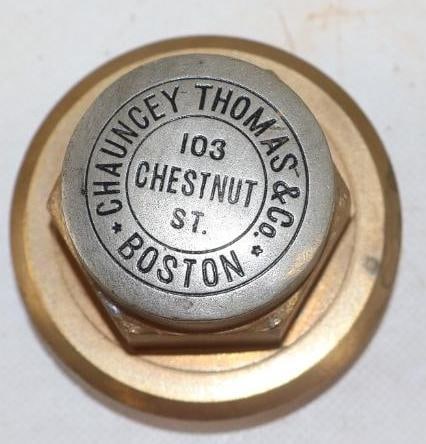 CHAUNCEY THOMAS & Co.
103
CHESTNUT
ST.
* BOSTON *